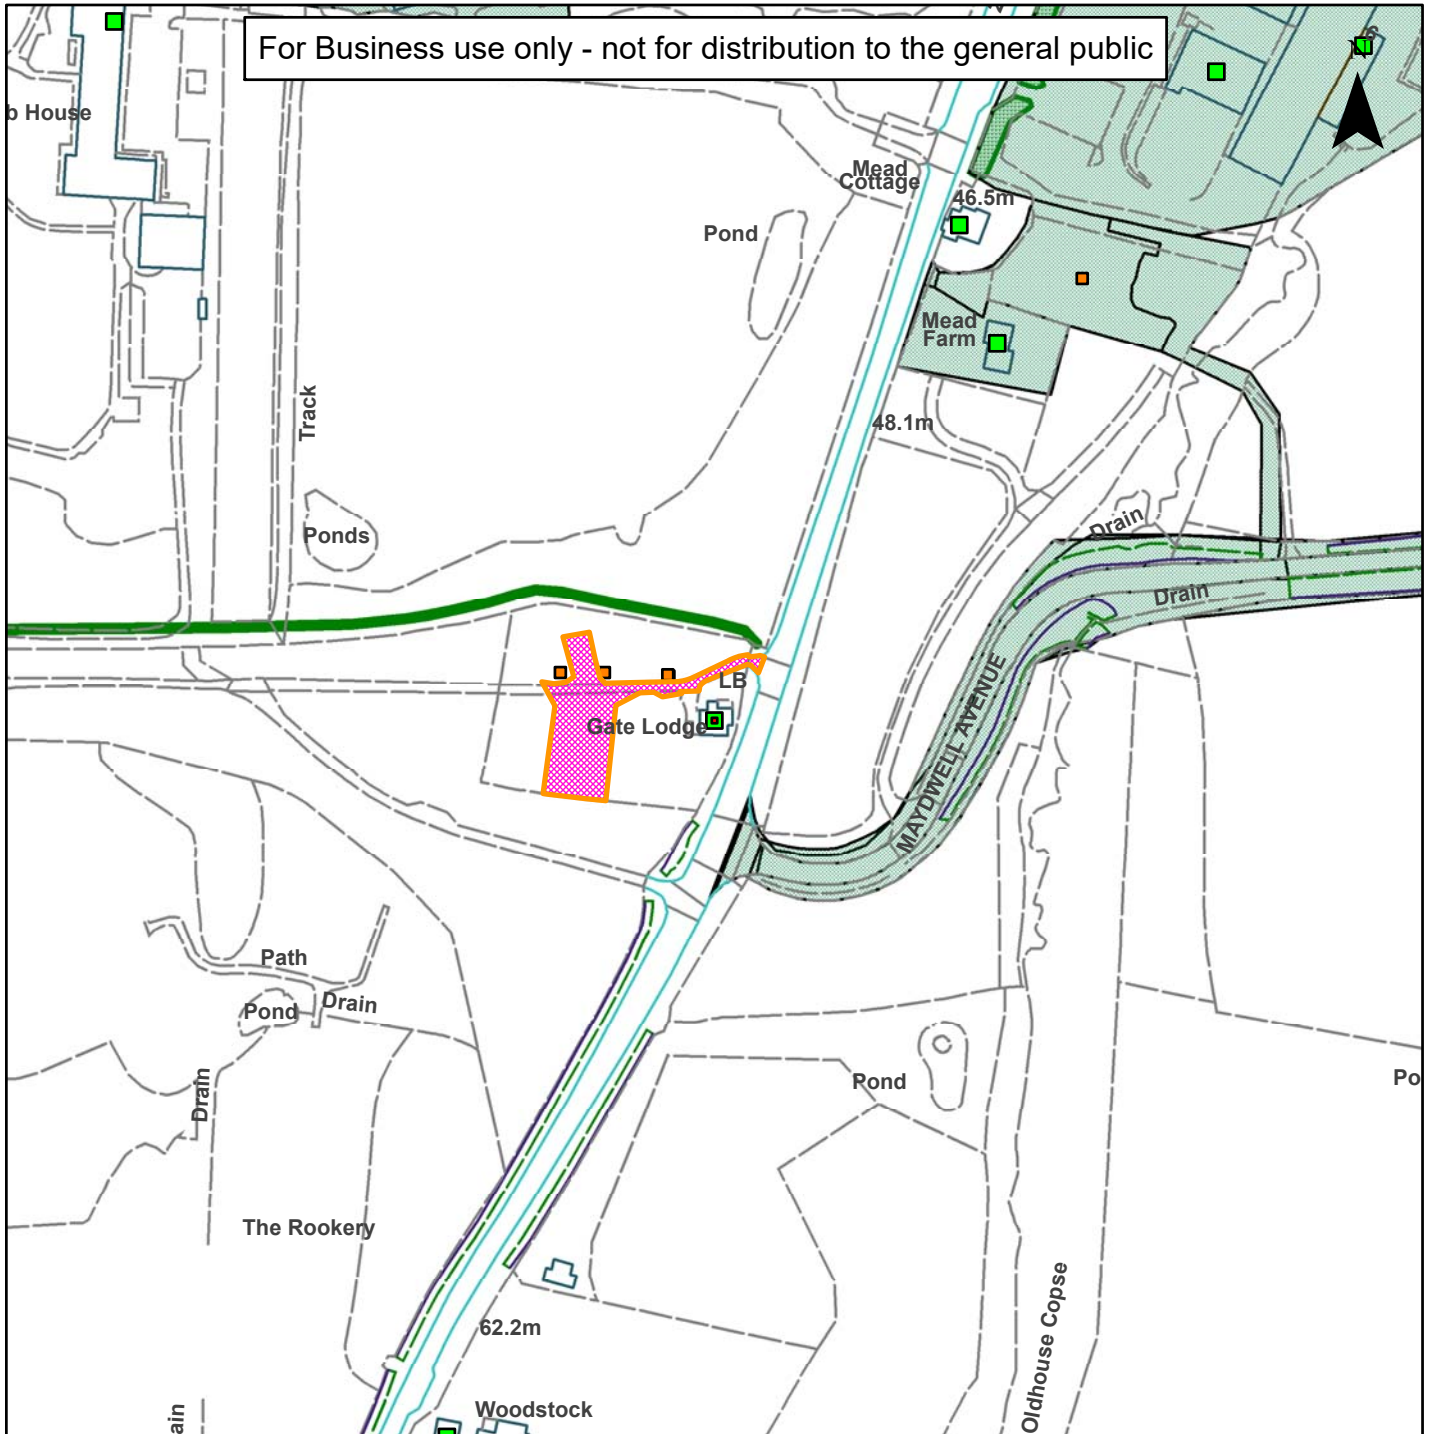 For Business use only - not for distribution to the general public
N
b House
Mead
Cottage
46.5m
Pond
Mead
Farm
Track
48.1m
Ponds
Drain
Drain
LB
Gate Lodge
MAYDWELL AVENUE
Path
Pond
Drain
Drain
Pond
Po
The Rookery
62.2m
Oldhouse Copse
Woodstock
ain